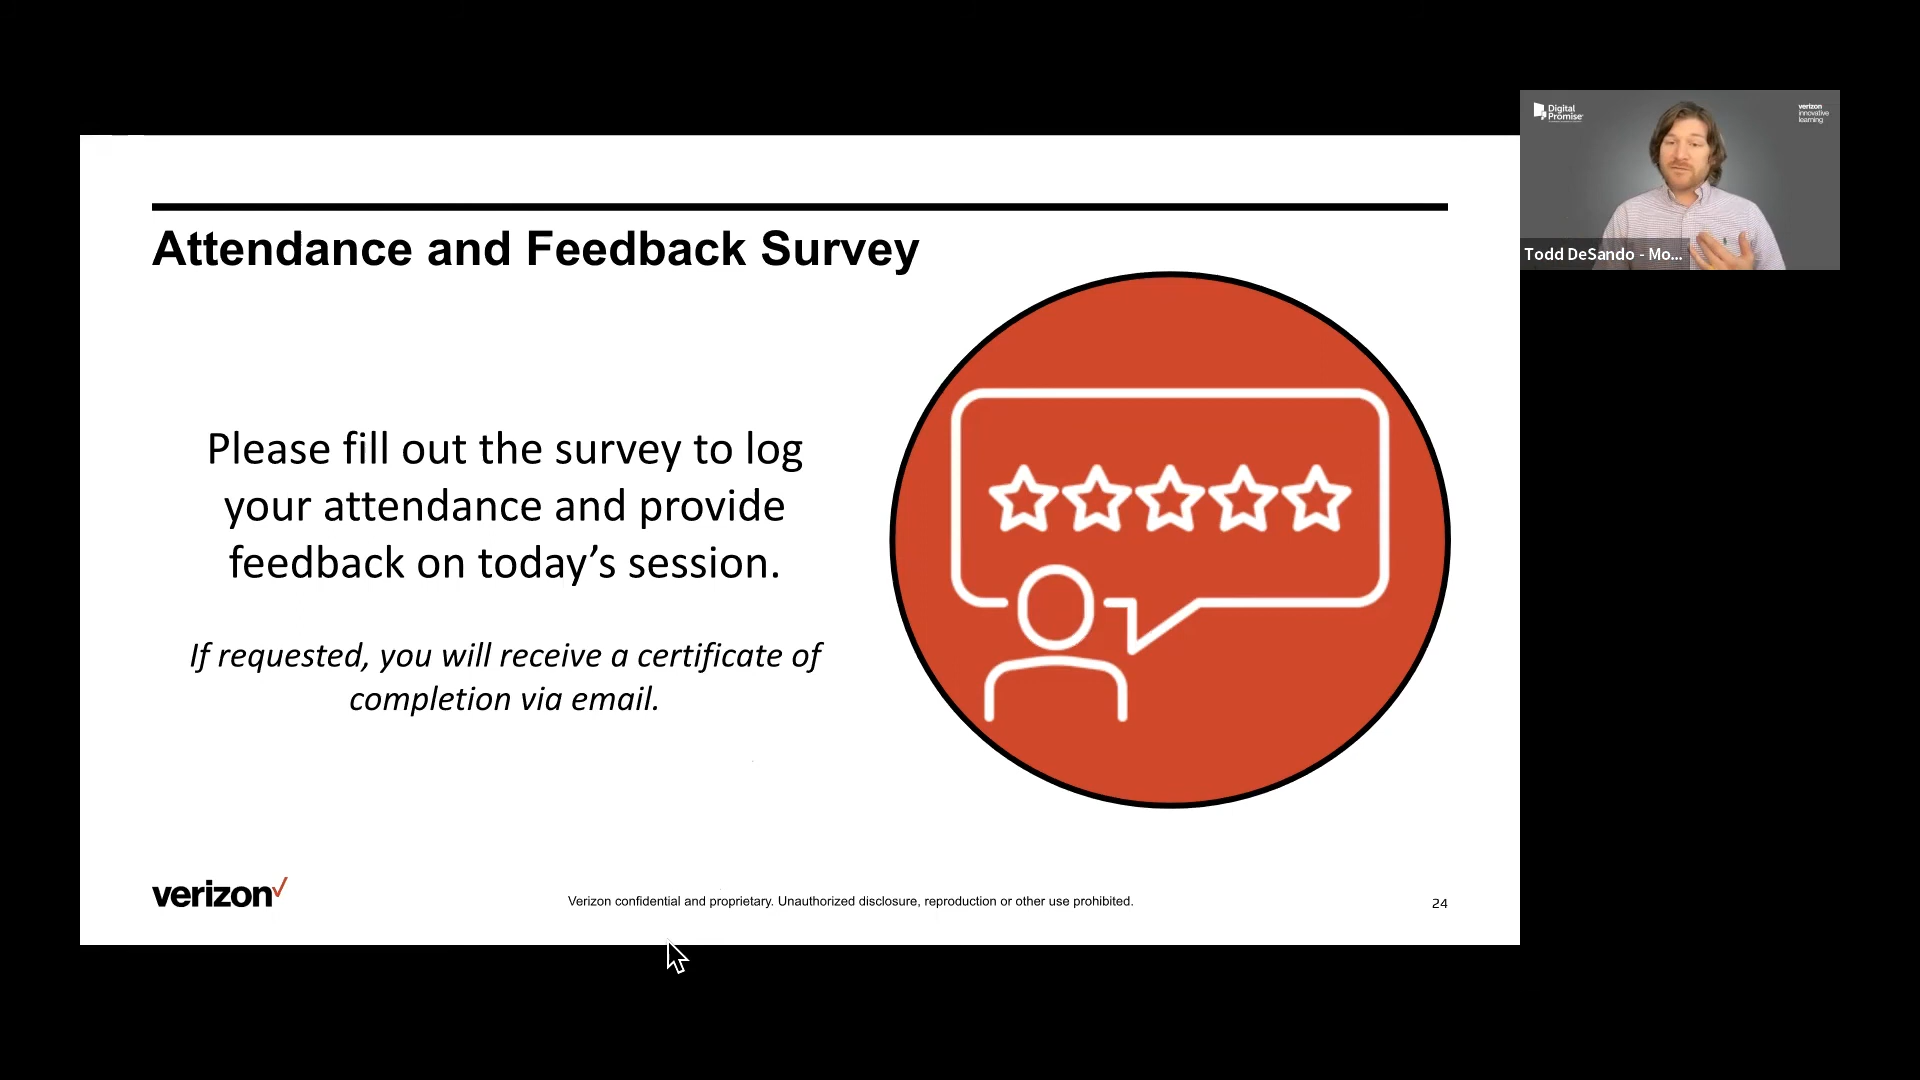 Digital
Promise
verizon
innovative
learning
Todd DeSando - Mo...
Attendance and Feedback Survey
Please fill out the survey to log
your attendance and provide
feedback on today’s session.
If requested, you will receive a certificate of
completion via email.
verizon
Verizon confidential and proprietary. Unauthorized disclosure, reproduction or other use prohibited.
24